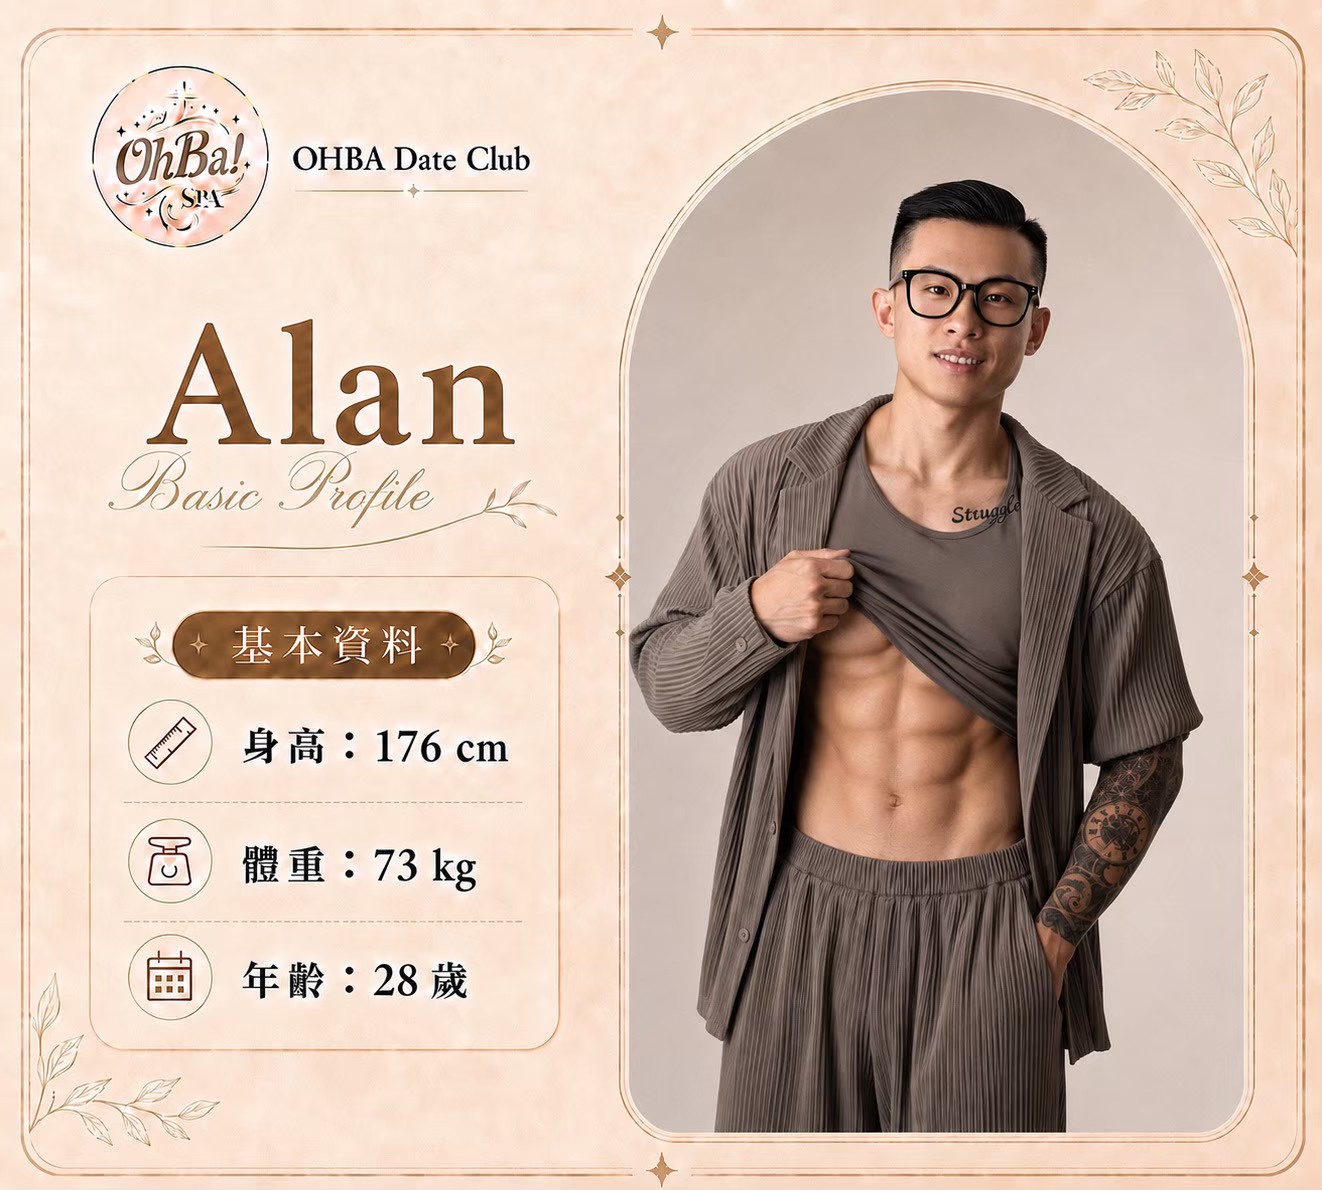 OhBa!
SPA
OHBA Date Club
Alan
Basic Profile
基本資料
身高：176 cm
體重：73 kg
年齡：28 歲
Struggle